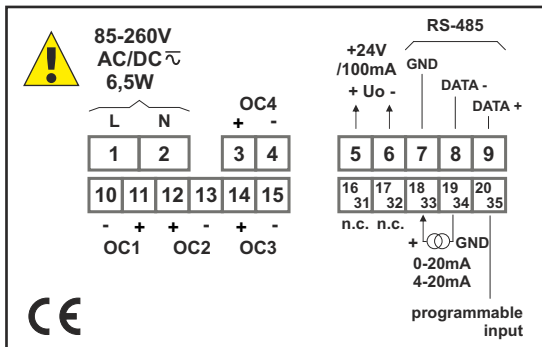 85-260V
AC/DC
6,5W
L N
OC4
+ -
1 2 3 4
10 11 12 13 14 15
- + + - + -
OC1 OC2 OC3
CE
RS-485
+24V
/100mA
+ Uo -
GND
DATA -
DATA +
5 6 7 8 9
16 17 18 19 20
31 32 33 34 35
n.c. n.c.
+ GND
0-20mA
4-20mA
programmable
input